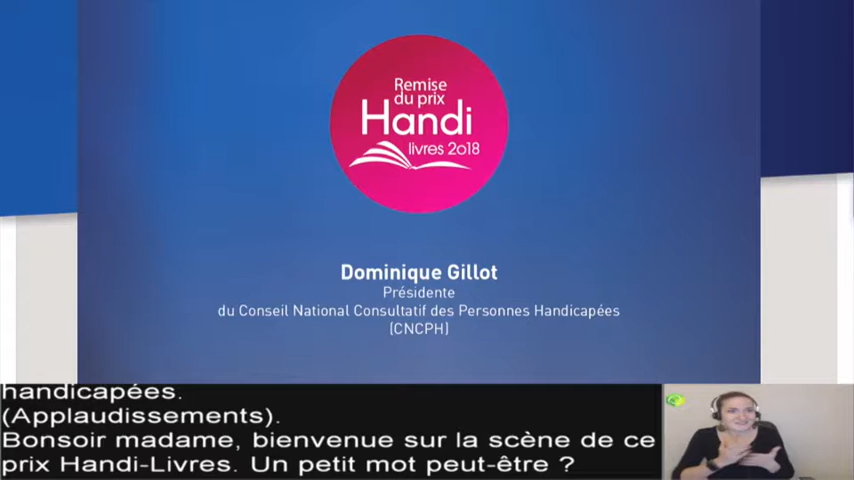 Remise
du prix
Handi
livres 2018
Dominique Gillot
Présidente
du Conseil National Consultatif des Personnes Handicapées
(CNCPH)
handicapées.
(Applaudissements).
Bonsoir madame, bienvenue sur la scène de ce
prix Handi-Livres. Un petit mot peut-être ?